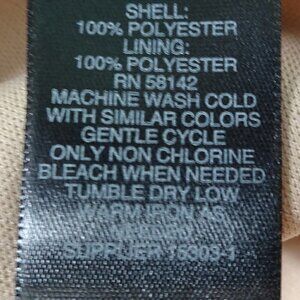 SHELL:
100% POLYESTER
LINING:
100% POLYESTER
RN 58142
MACHINE WASH COLD
WITH SIMILAR COLORS
GENTLE CYCLE
ONLY NON CHLORINE
BLEACH WHEN NEEDED
TUMBLE DRY LOW
WARM IRON AS
NEEDED
SUPPLIER